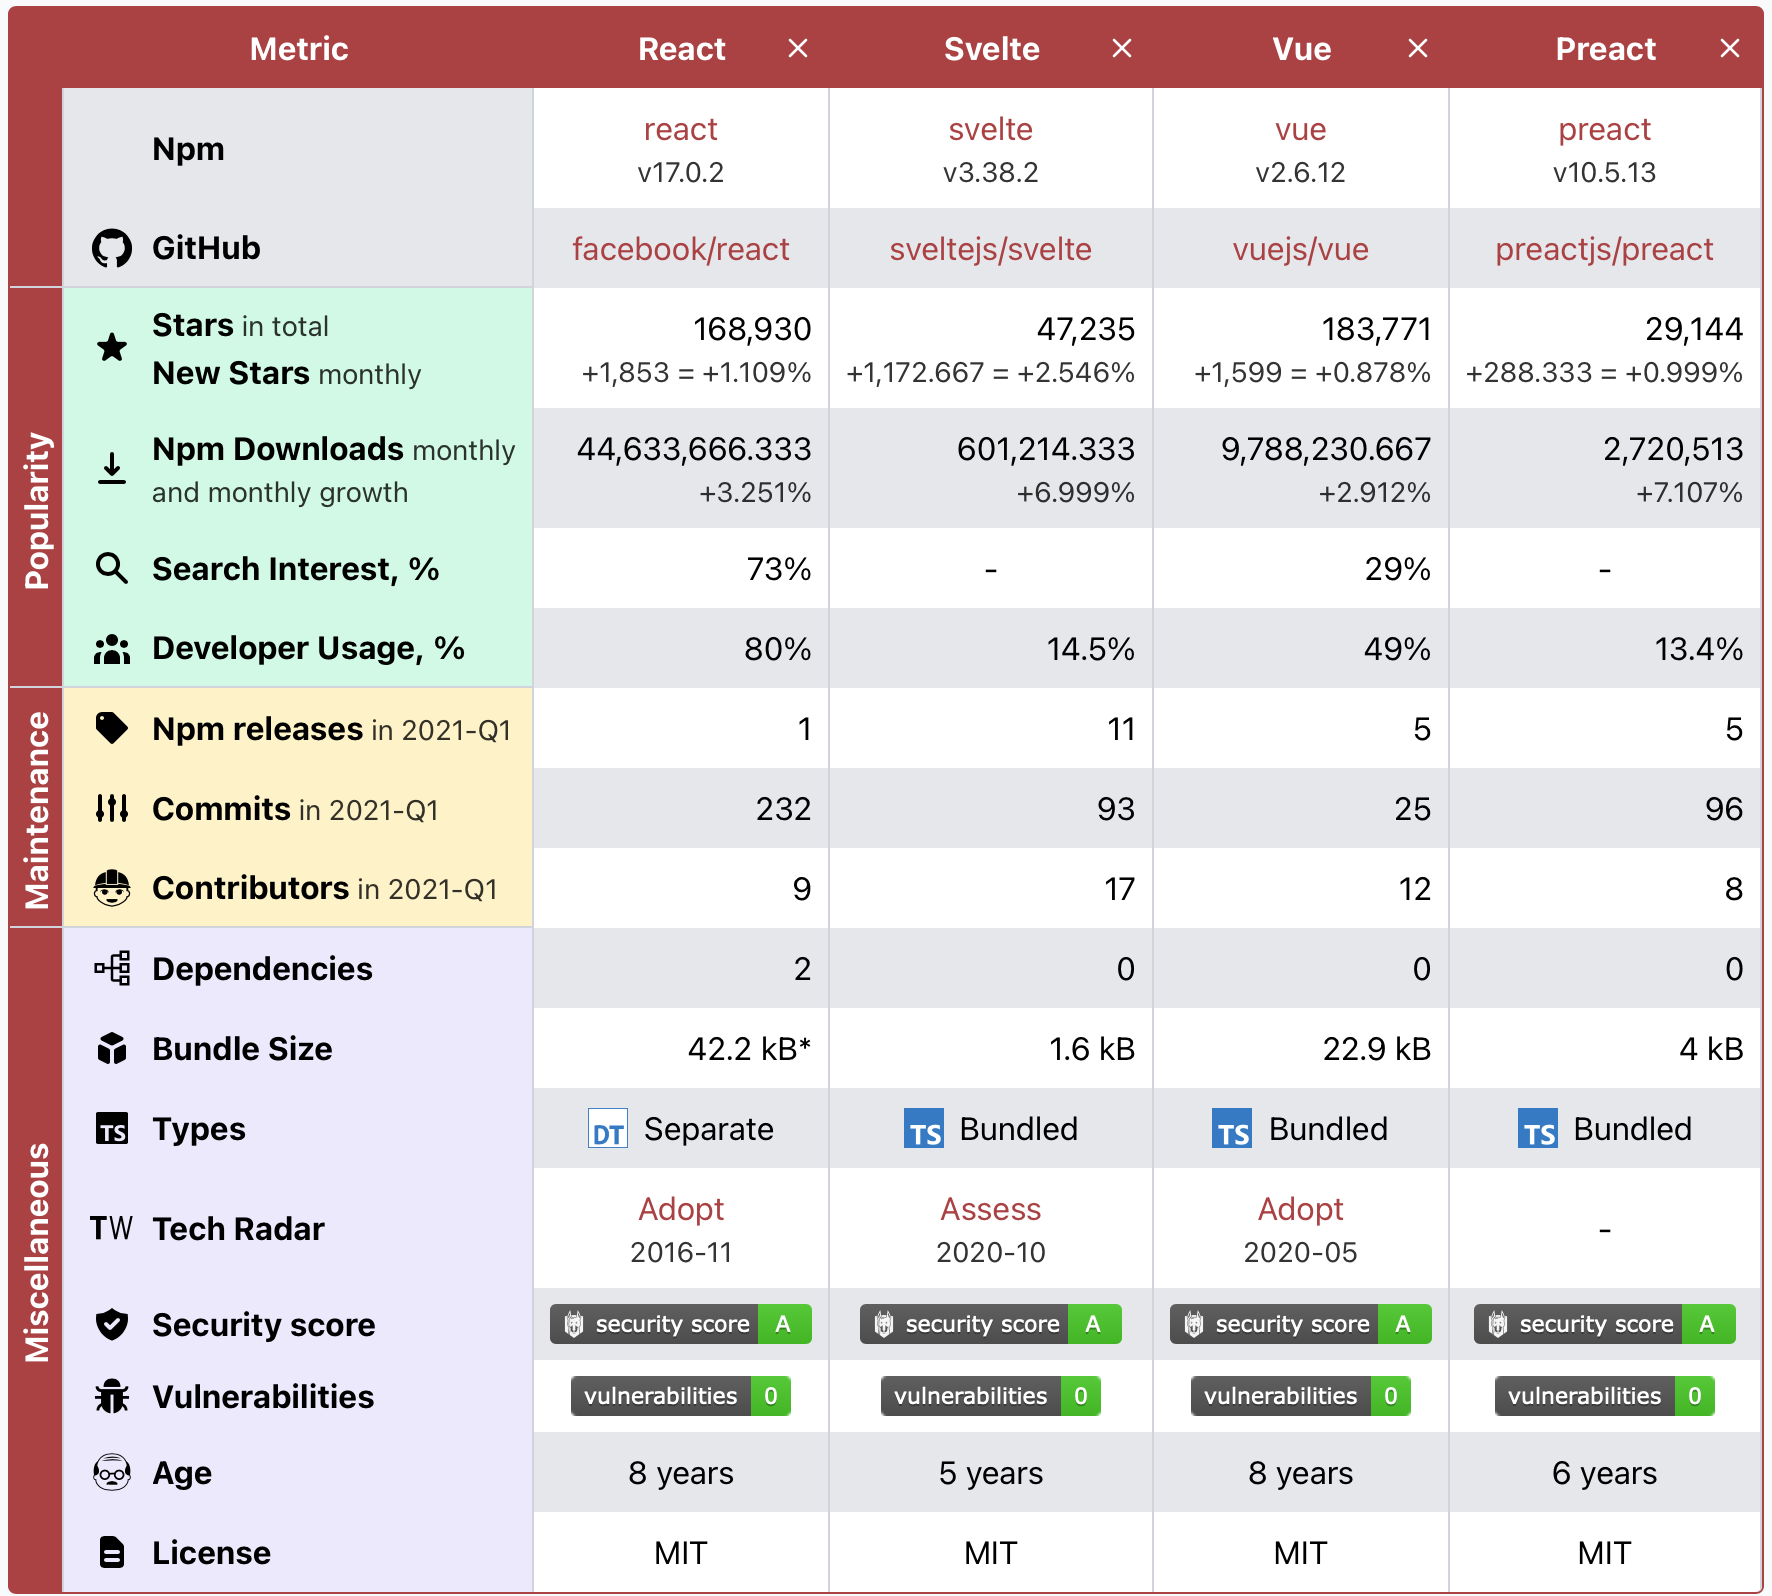 Metric React × Svelte × Vue × Preact ×
Npm
react
v17.0.2
svelte
v3.38.2
vue
v2.6.12
preact
v10.5.13
GitHub facebook/react sveltejs/svelte vuejs/vue preactjs/preact
Popularity
Stars in total 168,930 47,235 183,771 29,144
New Stars monthly +1,853 = +1.109% +1,172.667 = +2.546% +1,599 = +0.878% +288.333 = +0.999%
Npm Downloads monthly 44,633,666.333 601,214.333 9,788,230.667 2,720,513
and monthly growth +3.251% +6.999% +2.912% +7.107%
Search Interest, % 73% - 29% -
Developer Usage, % 80% 14.5% 49% 13.4%
Maintenance
Npm releases in 2021-Q1 1 11 5 5
Commits in 2021-Q1 232 93 25 96
Contributors in 2021-Q1 9 17 12 8
Miscellaneous
Dependencies 2 0 0 0
Bundle Size 42.2 kB* 1.6 kB 22.9 kB 4 kB
TS Types DT Separate TS Bundled TS Bundled TS Bundled
TW Tech Radar
Adopt
2016-11
Assess
2020-10
Adopt
2020-05
-
Security score security score A security score A security score A security score A
Vulnerabilities vulnerabilities 0 vulnerabilities 0 vulnerabilities 0 vulnerabilities 0
Age 8 years 5 years 8 years 6 years
License MIT MIT MIT MIT